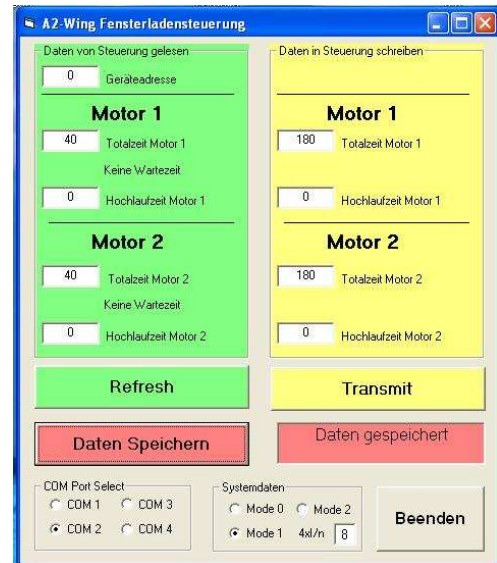 A2-Wing Fensterladensteuerung
Daten von Steuerung gelesen
0 Geräteadresse
Motor 1
40 Totalzeit Motor 1
Keine Wartezeit
0 Hochlaufzeit Motor 1
Motor 2
40 Totalzeit Motor 2
Keine Wartezeit
0 Hochlaufzeit Motor 2
Daten in Steuerung schreiben
Motor 1
180 Totalzeit Motor 1
0 Hochlaufzeit Motor 1
Motor 2
180 Totalzeit Motor 2
0 Hochlaufzeit Motor 2
Refresh
Transmit
Daten Speichern
Daten gespeichert
COM Port Select
COM 1 COM 3
COM 2 COM 4
Systemdaten
Mode 0 Mode 2
Mode 1 4xl/n 8
Beenden